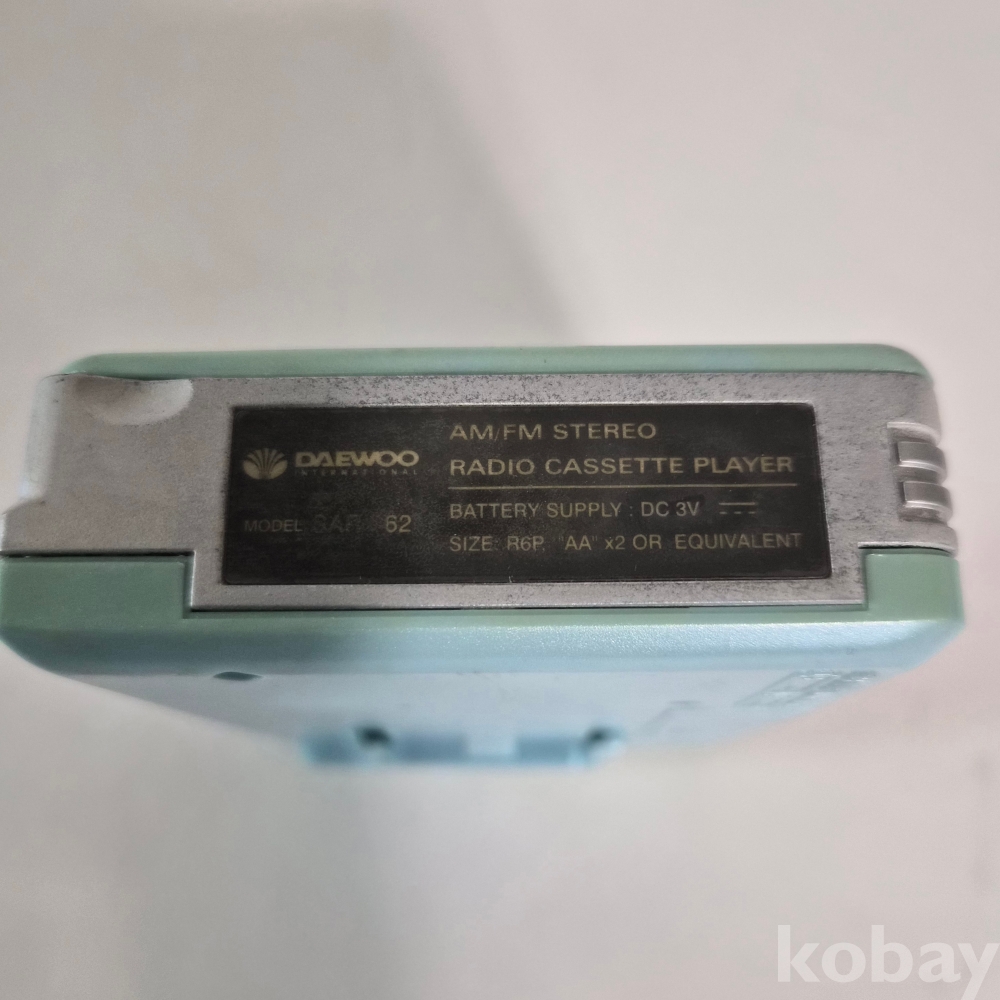 DAEWOO
INTERNATIONAL
MODEL: 62
AM/FM STEREO
RADIO CASSETTE PLAYER
BATTERY SUPPLY : DC 3V
SIZE: R6P, "AA" x2 OR EQUIVALENT
kobay